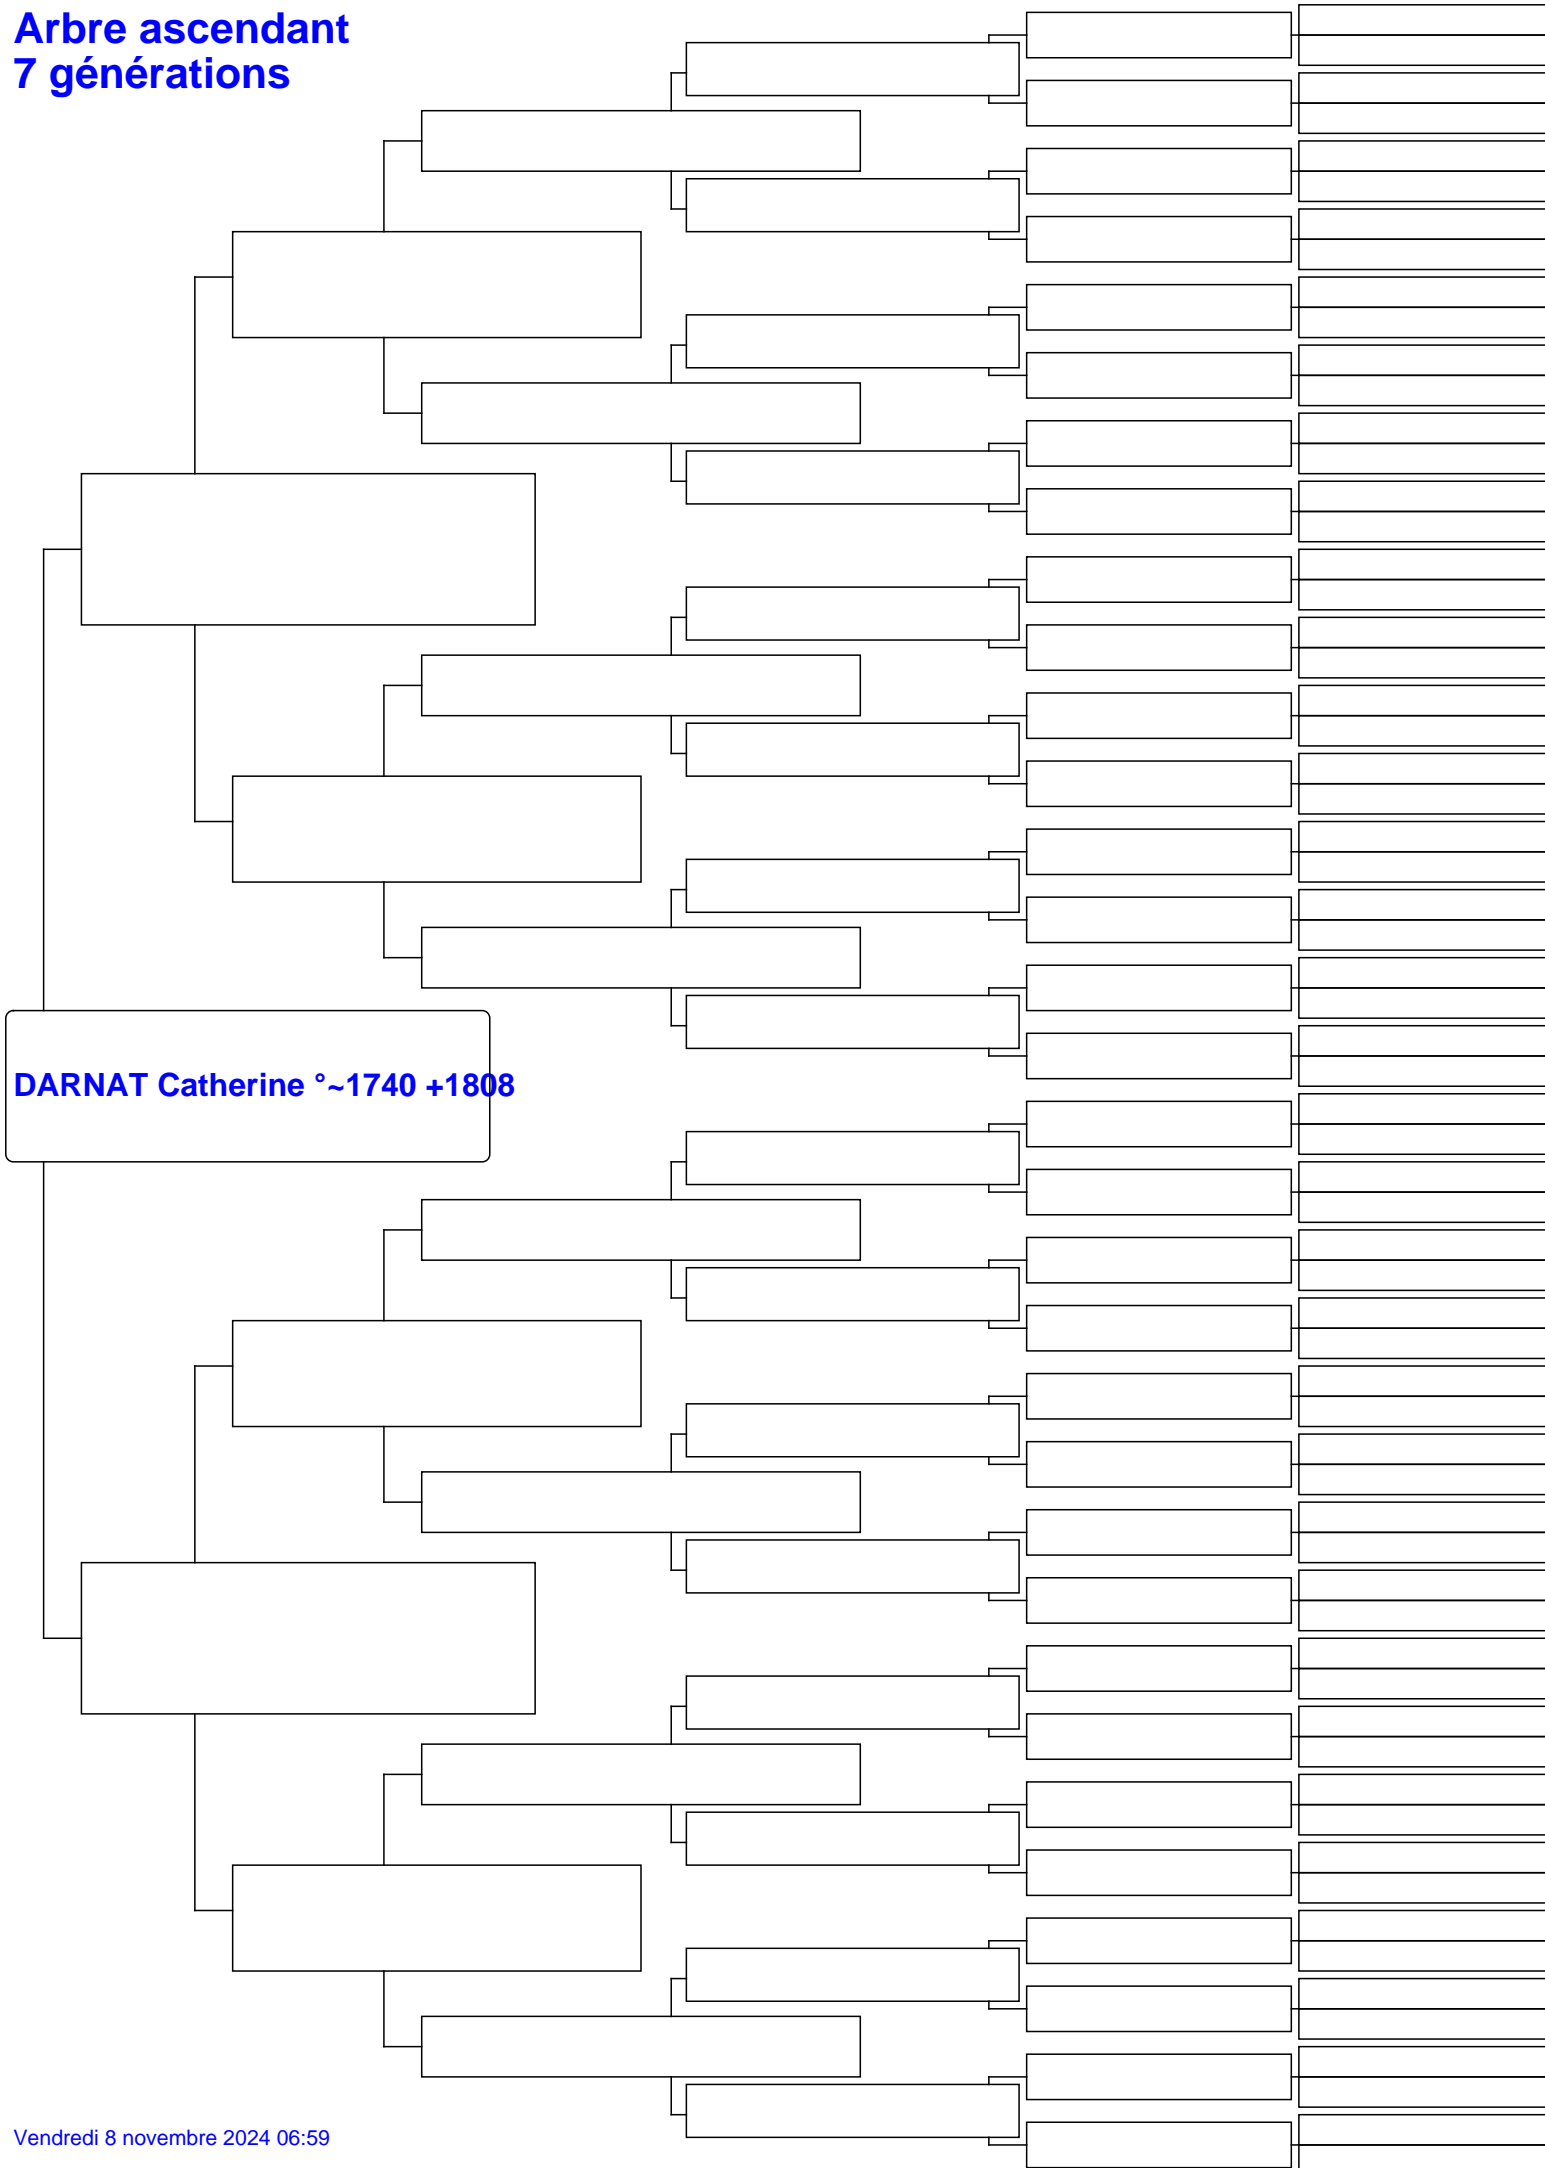 Arbre ascendant
7 générations
DARNAT Catherine °~1740 +1808
Vendredi 8 novembre 2024 06:59